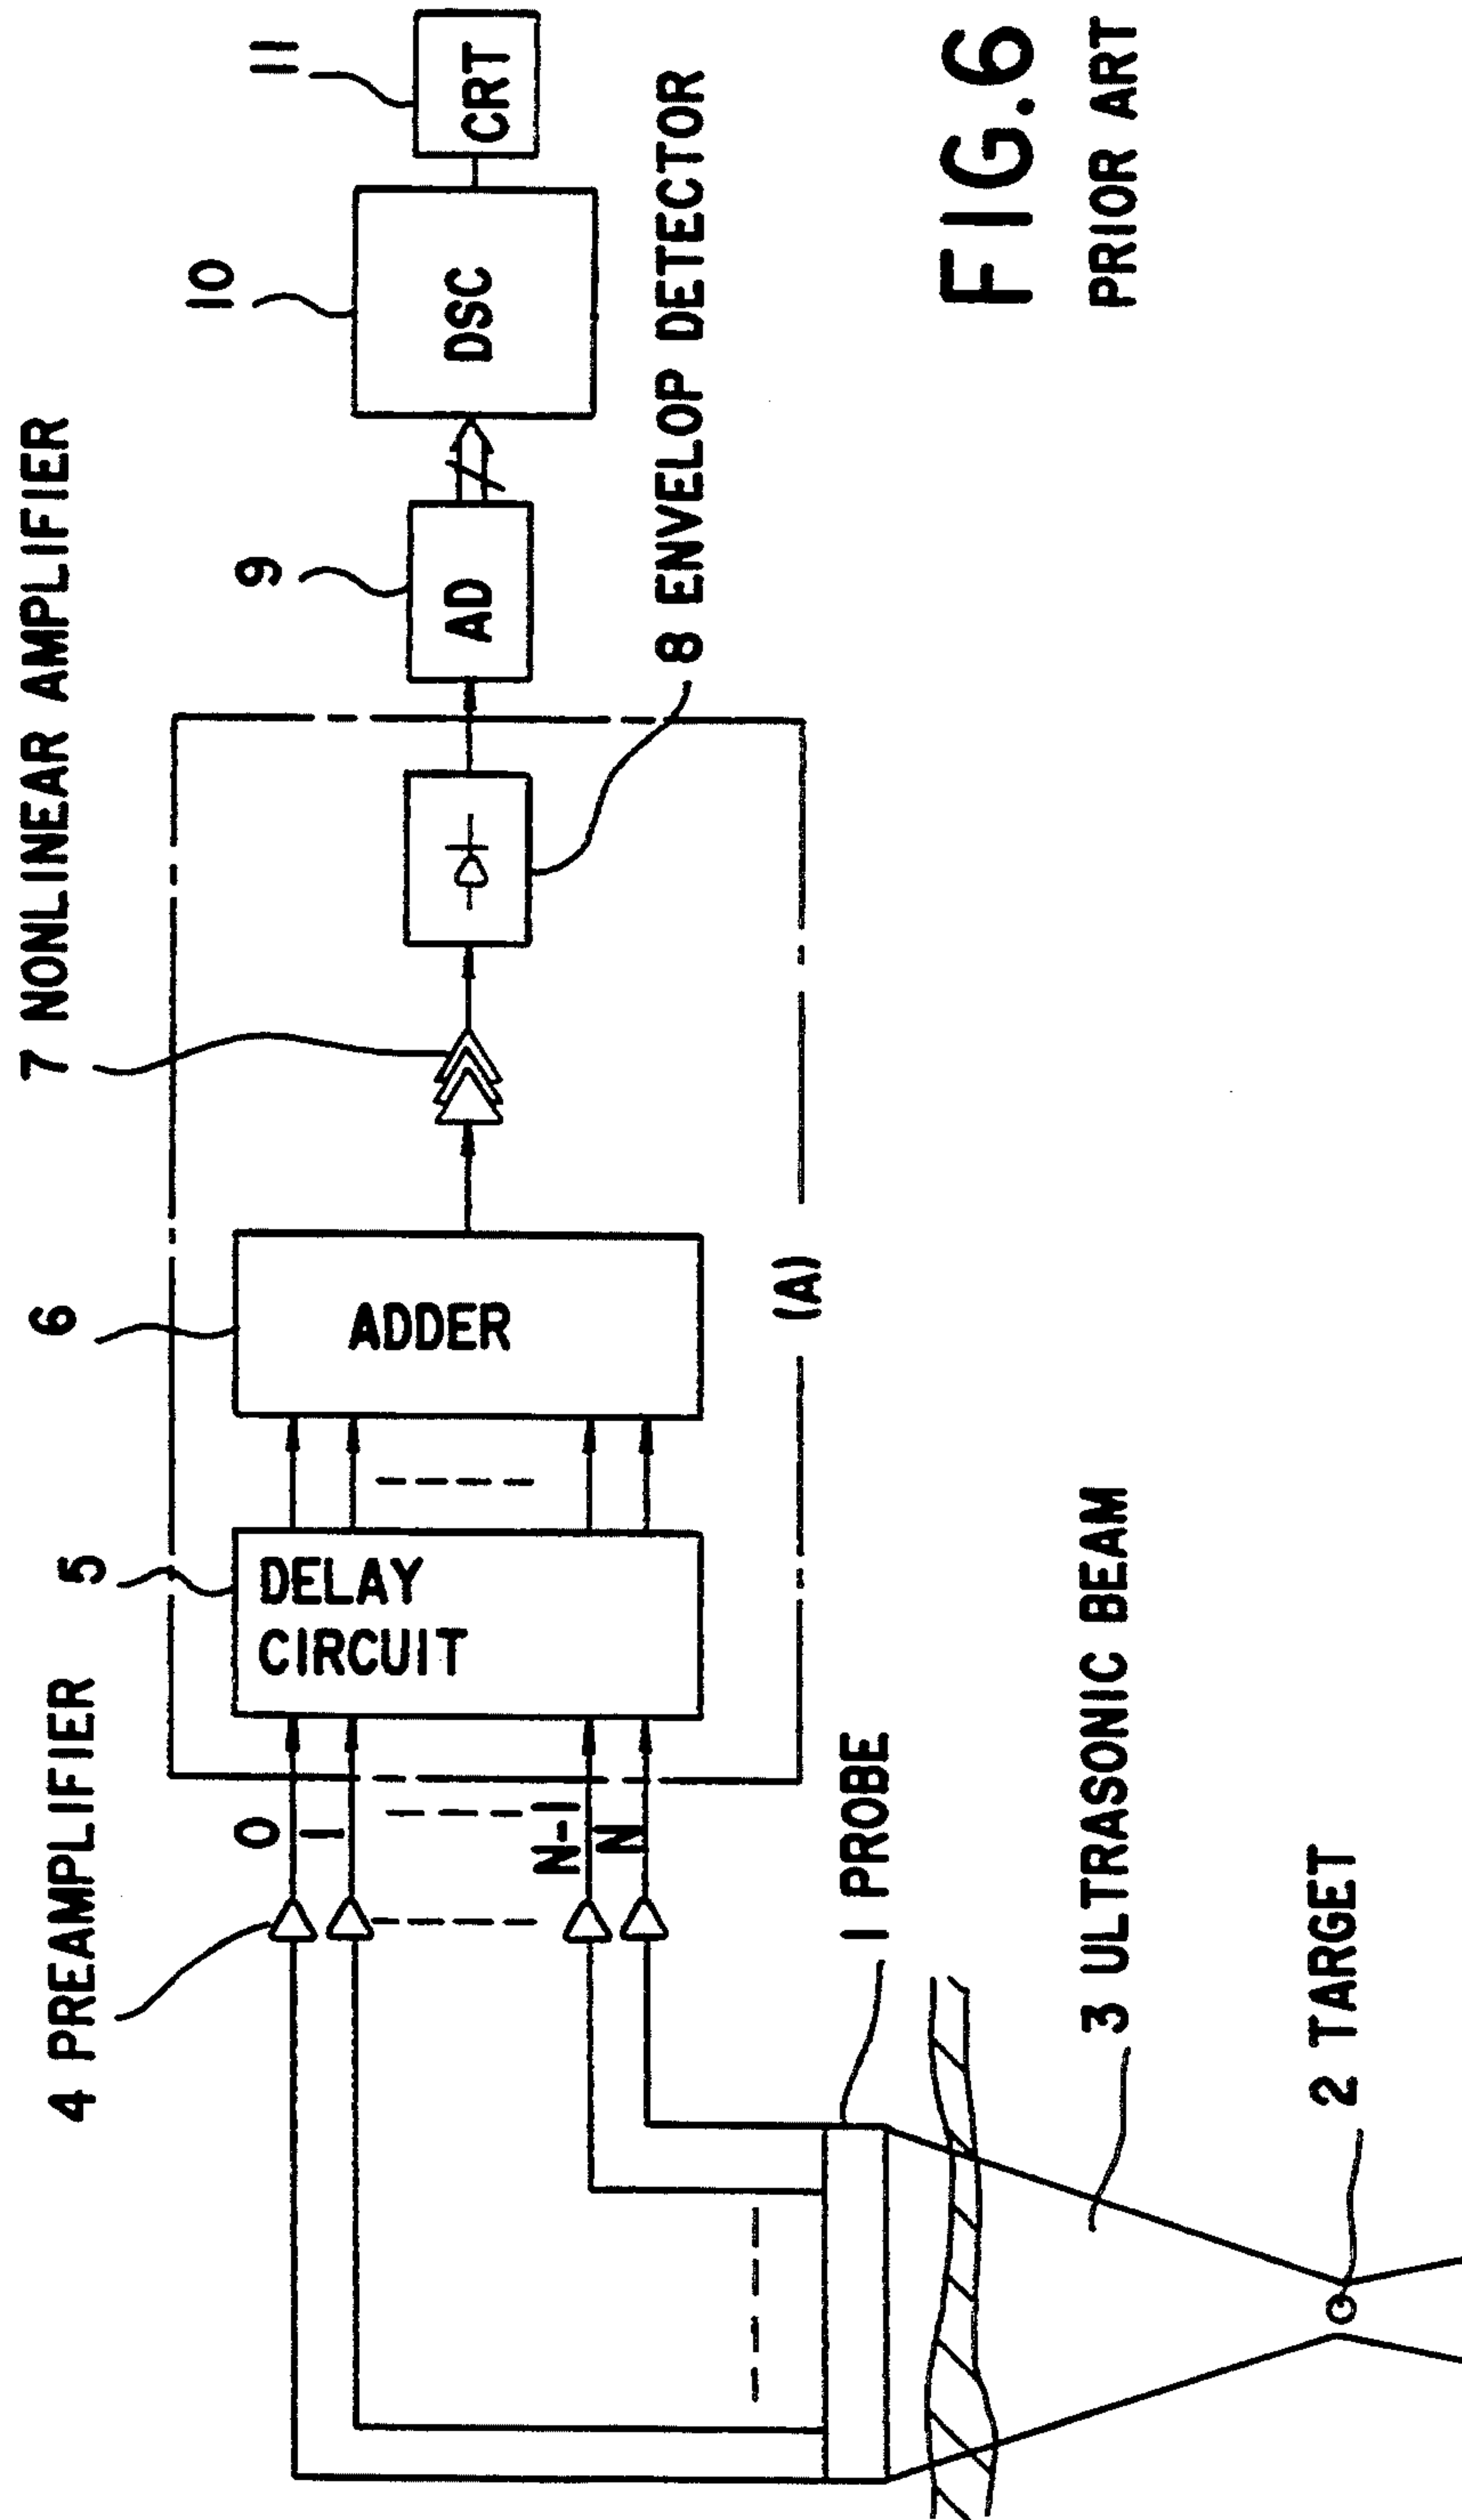 7 NONLINEAR AMPLIFIER
4 PREAMPLIFIER
5
6
9
10
11
0
1
N-1
N
DELAY
CIRCUIT
ADDER
AD
DSC
CRT
8 ENVELOP DETECTOR
(A)
1 PROBE
3 ULTRASONIC BEAM
2 TARGET
FIG.6
PRIOR ART